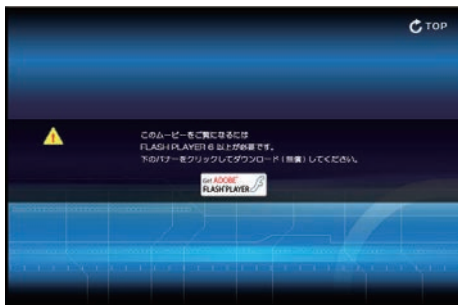 TOP
このムービーをご覧になるには
FLASH PLAYER 6 以上が必要です。
下のバナーをクリックしてダウンロード(無償)してください。
Get ADOBE
FLASH PLAYER